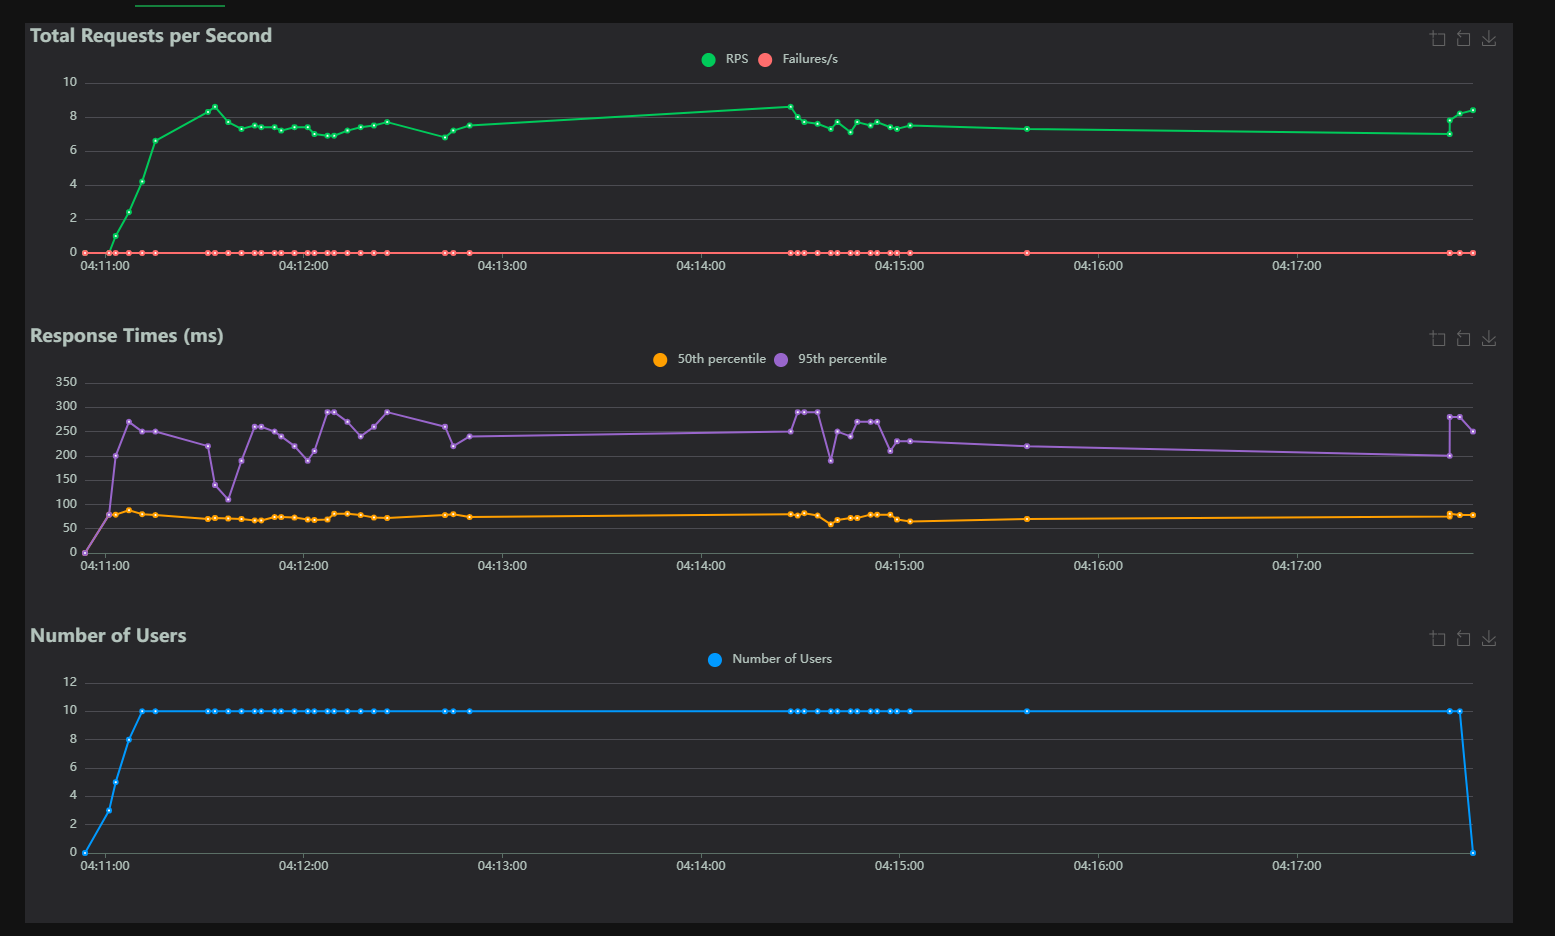 Total Requests per Second
RPS Failures/s
10
8
6
4
2
0
04:11:00 04:12:00 04:13:00 04:14:00 04:15:00 04:16:00 04:17:00
Response Times (ms)
50th percentile 95th percentile
350
300
250
200
150
100
50
0
04:11:00 04:12:00 04:13:00 04:14:00 04:15:00 04:16:00 04:17:00
Number of Users
Number of Users
12
10
8
6
4
2
0
04:11:00 04:12:00 04:13:00 04:14:00 04:15:00 04:16:00 04:17:00